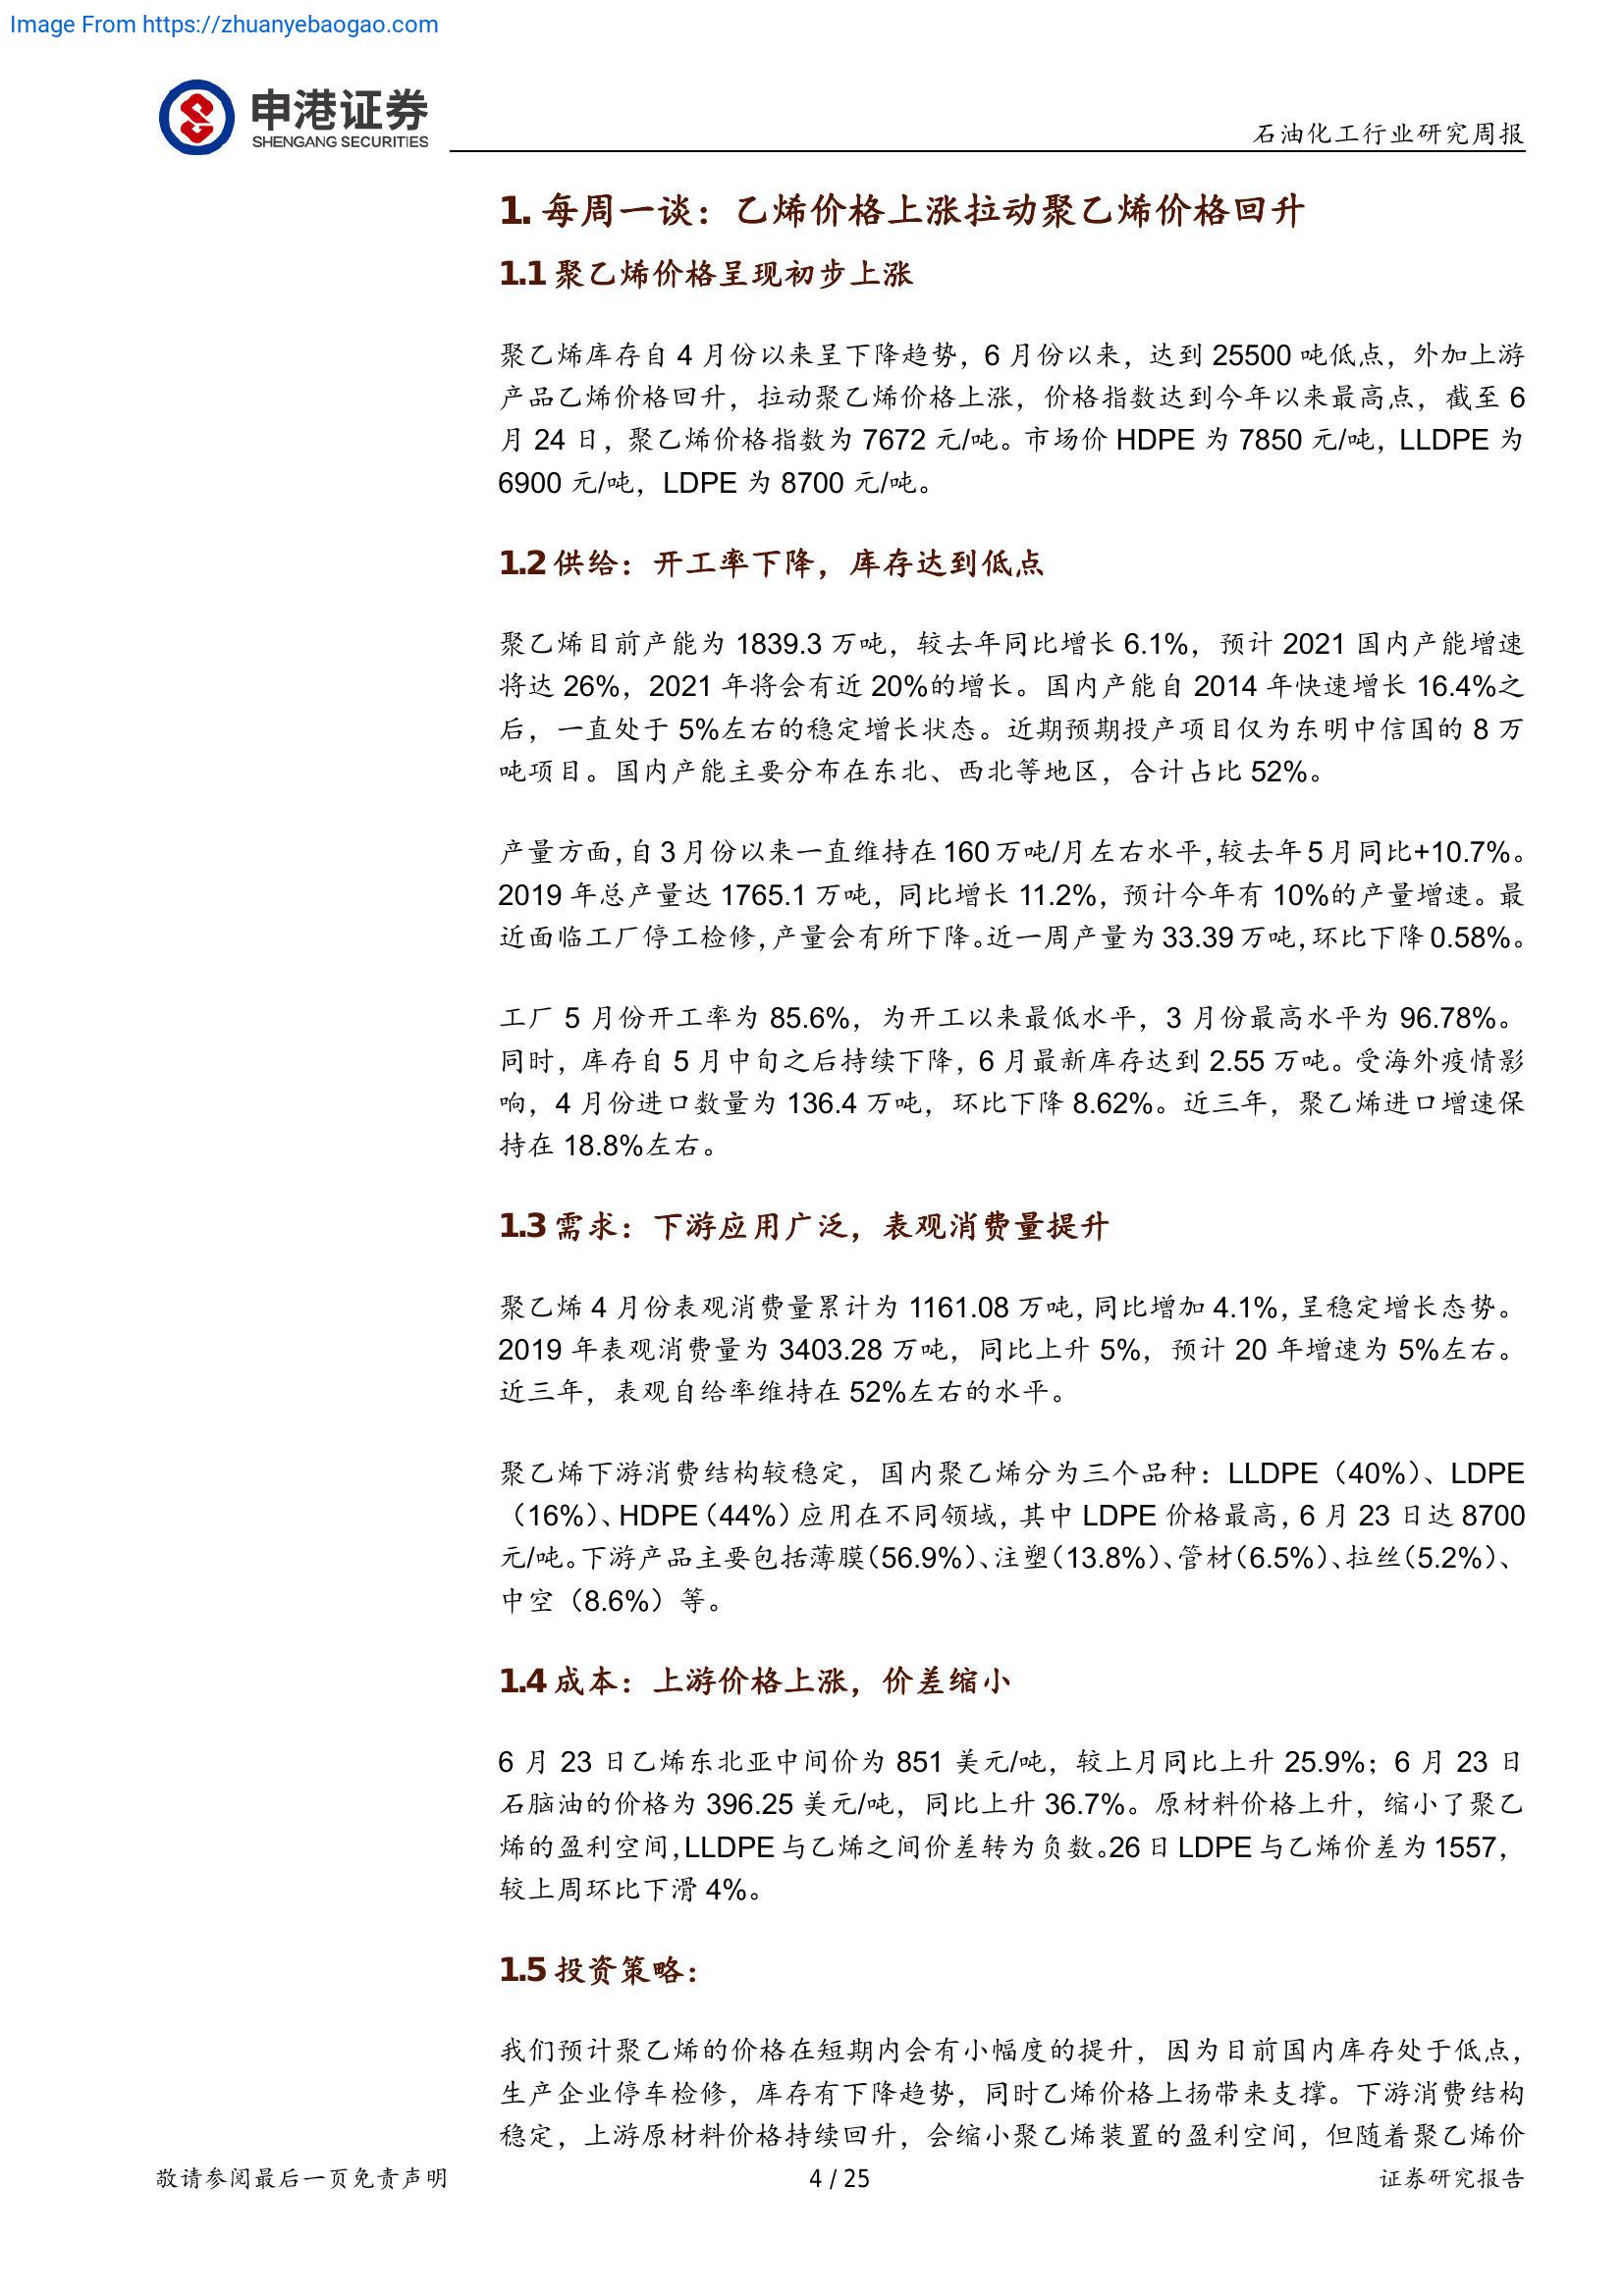 Image From https://zhuanyebaogao.com
申港证券
SHENGANG SECURITIES
石油化工行业研究周报
1. 每周一谈：乙烯价格上涨拉动聚乙烯价格回升
1.1 聚乙烯价格呈现初步上涨
聚乙烯库存自 4 月份以来呈下降趋势，6 月份以来，达到 25500 吨低点，外加上游
产品乙烯价格回升，拉动聚乙烯价格上涨，价格指数达到今年以来最高点，截至 6
月 24 日，聚乙烯价格指数为 7672 元/吨。市场价 HDPE 为 7850 元/吨，LLDPE 为
6900 元/吨，LDPE 为 8700 元/吨。
1.2 供给：开工率下降，库存达到低点
聚乙烯目前产能为 1839.3 万吨，较去年同比增长 6.1%，预计 2021 国内产能增速
将达 26%，2021 年将会有近 20%的增长。国内产能自 2014 年快速增长 16.4%之
后，一直处于 5%左右的稳定增长状态。近期预期投产项目仅为东明中信国的 8 万
吨项目。国内产能主要分布在东北、西北等地区，合计占比 52%。
产量方面，自 3 月份以来一直维持在 160 万吨/月左右水平，较去年 5 月同比+10.7%。
2019 年总产量达 1765.1 万吨，同比增长 11.2%，预计今年有 10%的产量增速。最
近面临工厂停工检修，产量会有所下降。近一周产量为 33.39 万吨，环比下降 0.58%。
工厂 5 月份开工率为 85.6%，为开工以来最低水平，3 月份最高水平为 96.78%。
同时，库存自 5 月中旬之后持续下降，6 月最新库存达到 2.55 万吨。受海外疫情影
响，4 月份进口数量为 136.4 万吨，环比下降 8.62%。近三年，聚乙烯进口增速保
持在 18.8%左右。
1.3 需求：下游应用广泛，表观消费量提升
聚乙烯 4 月份表观消费量累计为 1161.08 万吨，同比增加 4.1%，呈稳定增长态势。
2019 年表观消费量为 3403.28 万吨，同比上升 5%，预计 20 年增速为 5%左右。
近三年，表观自给率维持在 52%左右的水平。
聚乙烯下游消费结构较稳定，国内聚乙烯分为三个品种：LLDPE（40%）、LDPE
（16%）、HDPE（44%）应用在不同领域，其中 LDPE 价格最高，6 月 23 日达 8700
元/吨。下游产品主要包括薄膜（56.9%）、注塑（13.8%）、管材（6.5%）、拉丝（5.2%）、
中空（8.6%）等。
1.4 成本：上游价格上涨，价差缩小
6 月 23 日乙烯东北亚中间价为 851 美元/吨，较上月同比上升 25.9%；6 月 23 日
石脑油的价格为 396.25 美元/吨，同比上升 36.7%。原材料价格上升，缩小了聚乙
烯的盈利空间，LLDPE 与乙烯之间价差转为负数。26 日 LDPE 与乙烯价差为 1557，
较上周环比下滑 4%。
1.5 投资策略：
我们预计聚乙烯的价格在短期内会有小幅度的提升，因为目前国内库存处于低点，
生产企业停车检修，库存有下降趋势，同时乙烯价格上扬带来支撑。下游消费结构
稳定，上游原材料价格持续回升，会缩小聚乙烯装置的盈利空间，但随着聚乙烯价
敬请参阅最后一页免责声明
4 / 25
证券研究报告